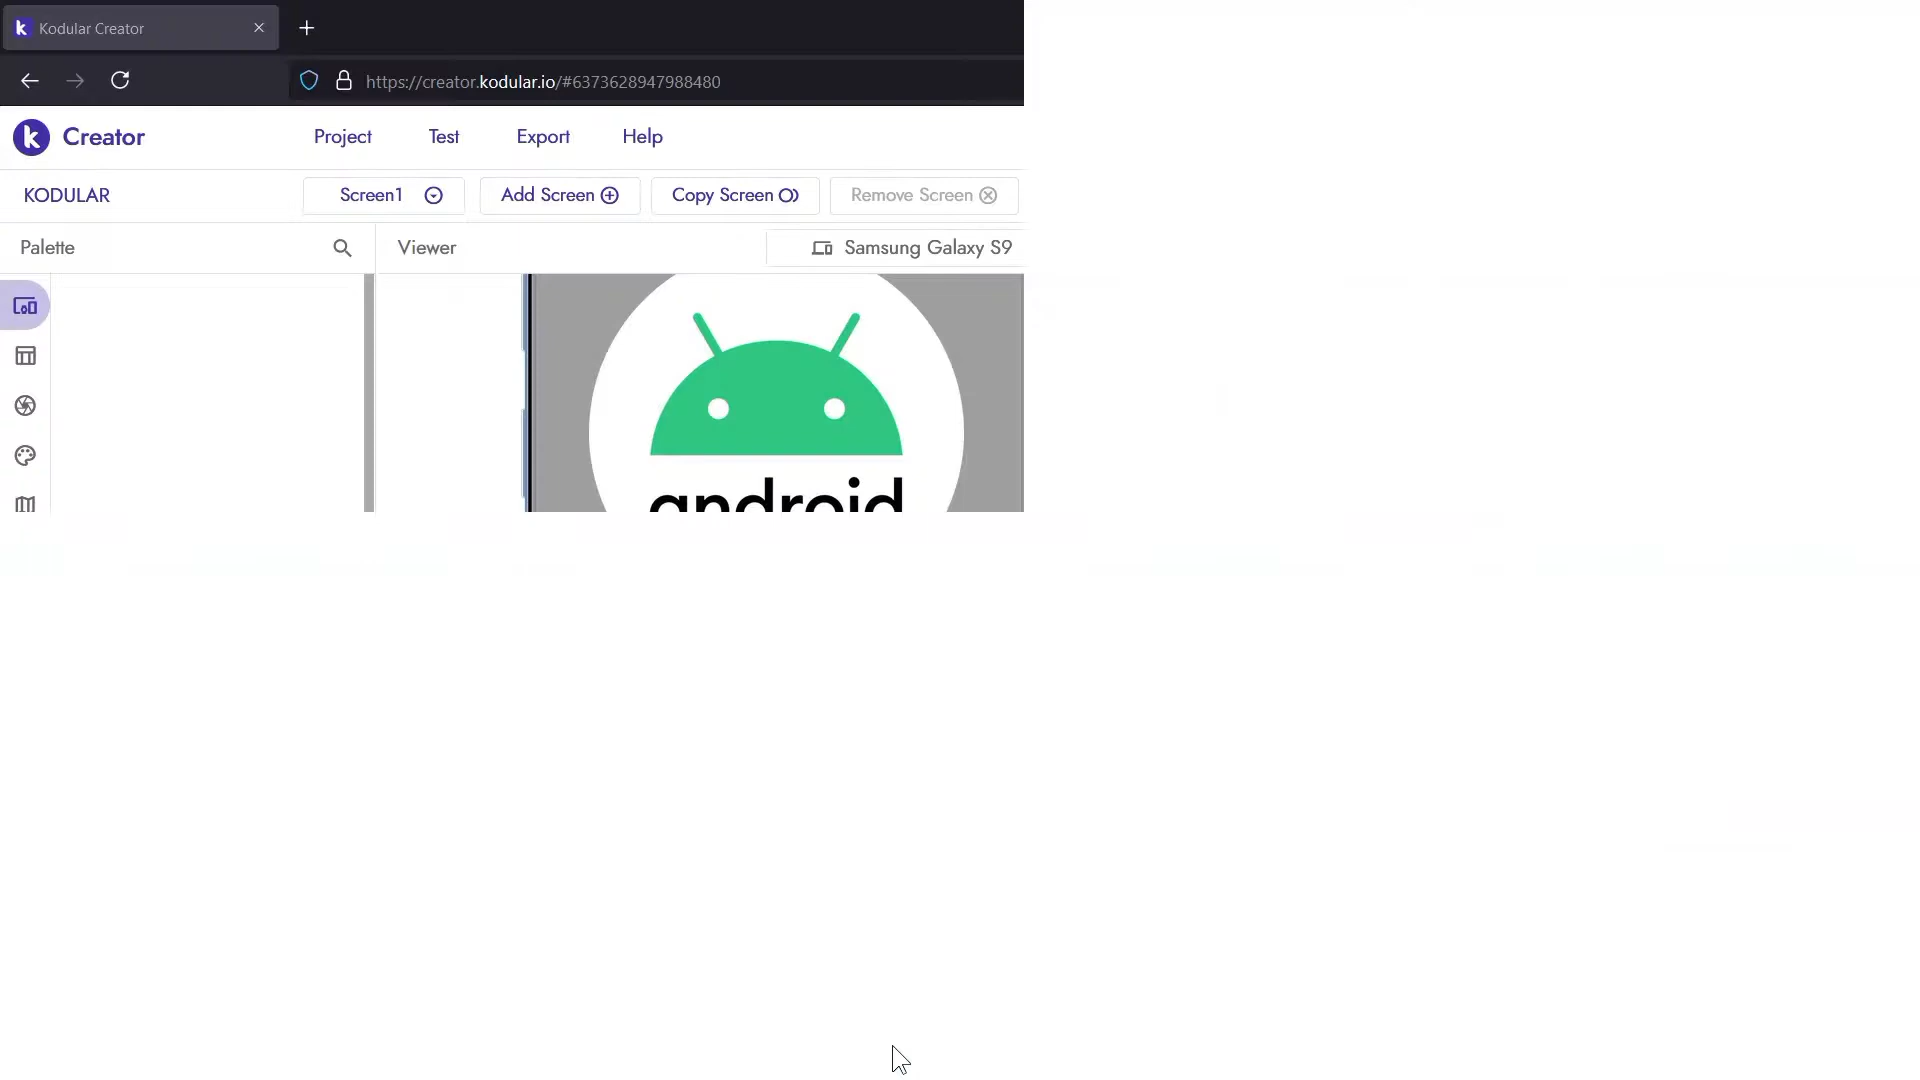 Kodular Creator
https://creator.kodular.io/#6373628947988480
Creator
Project
Test
Export
Help
KODULAR
Screen1
Add Screen
Copy Screen
Remove Screen
Palette
Viewer
Samsung Galaxy S9
android